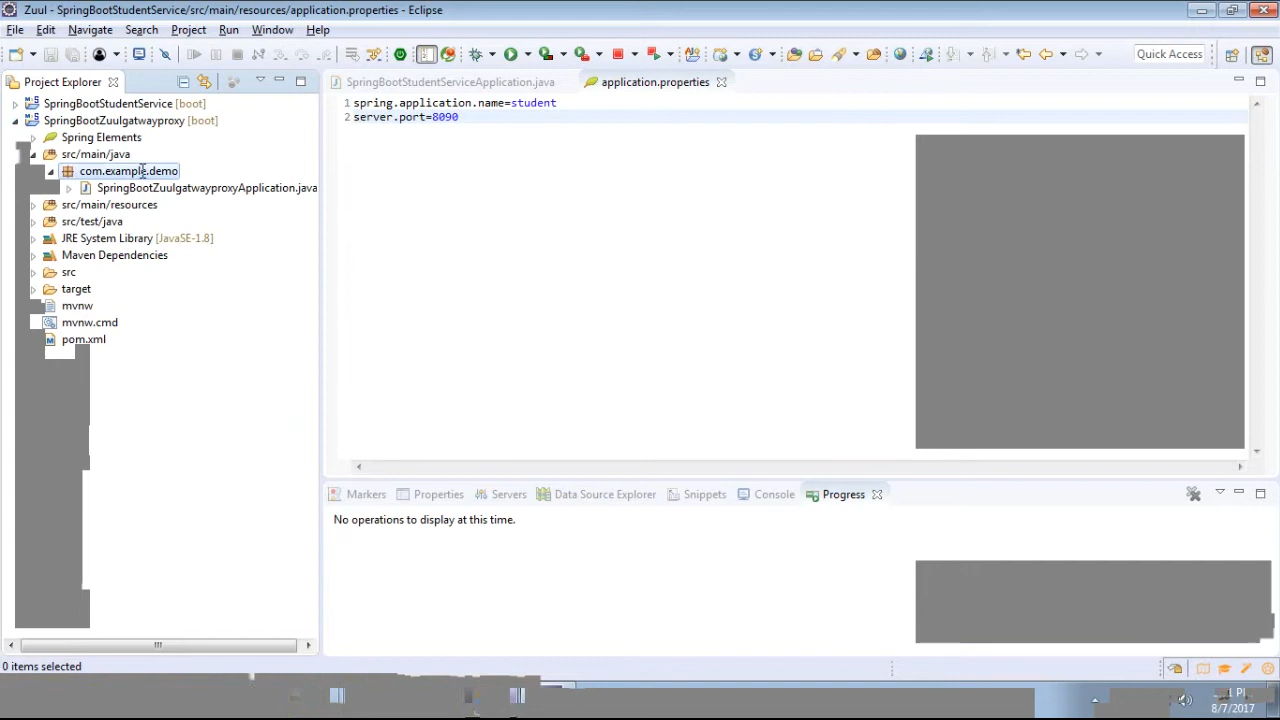 Zuul - SpringBootStudentService/src/main/resources/application.properties - Eclipse
File Edit Navigate Search Project Run Window Help
Quick Access
Project Explorer
SpringBootStudentServiceApplication.java
application.properties
SpringBootStudentService [boot]
SpringBootZuulgatwayproxy [boot]
Spring Elements
src/main/java
com.example.demo
SpringBootZuulgatwayproxyApplication.java
src/main/resources
src/test/java
JRE System Library [JavaSE-1.8]
Maven Dependencies
src
target
mvnw
mvnw.cmd
pom.xml
1 spring.application.name=student
2 server.port=8090
Markers Properties Servers Data Source Explorer Snippets Console Progress
No operations to display at this time.
0 items selected
8/7/2017